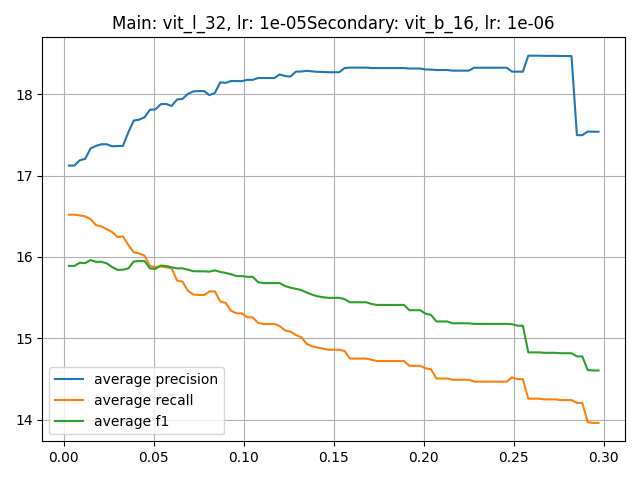 Main: vit_l_32, lr: 1e-05Secondary: vit_b_16, lr: 1e-06
18
17
16
15
14
average precision
average recall
average f1
0.00 0.05 0.10 0.15 0.20 0.25 0.30